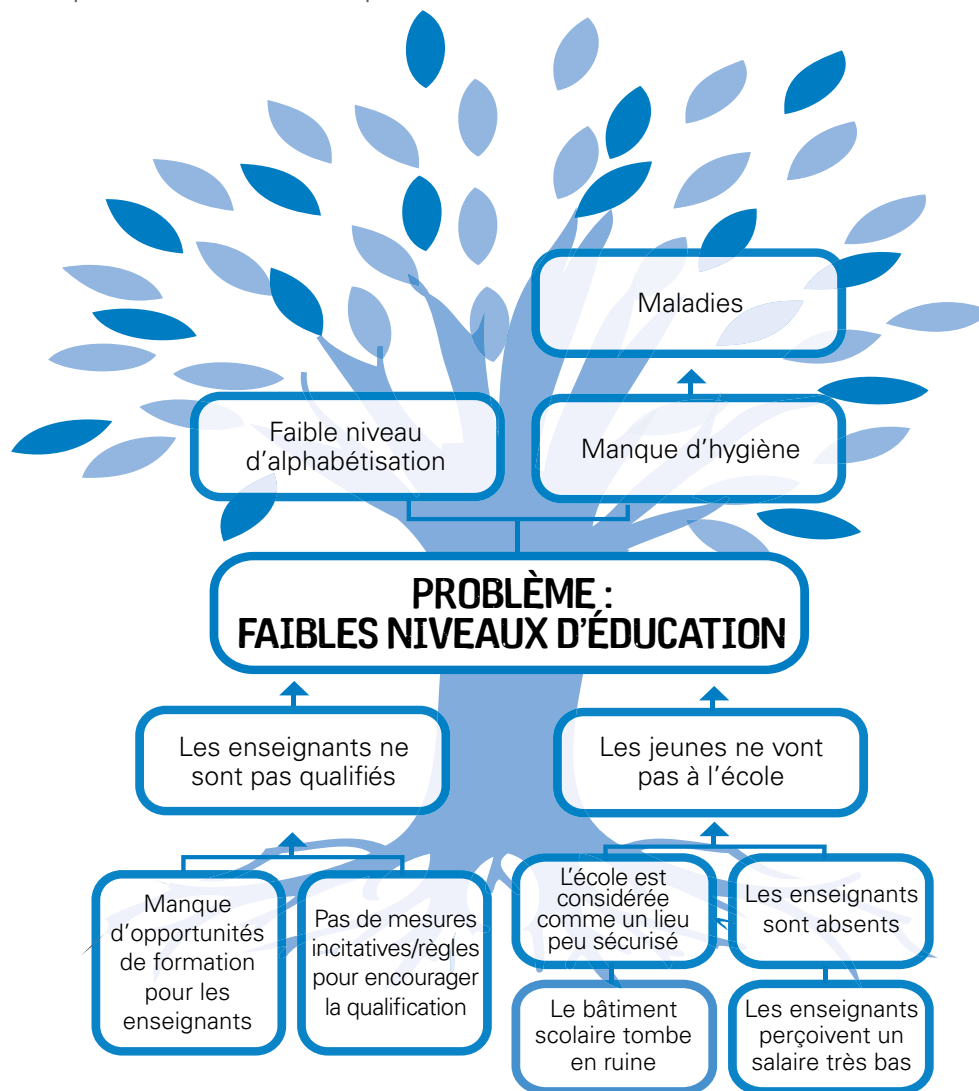 Maladies
Faible niveau
d'alphabétisation
Manque d'hygiène
PROBLÈME :
FAIBLES NIVEAUX D'ÉDUCATION
Les enseignants ne
sont pas qualifiés
Les jeunes ne vont
pas à l'école
Manque
d'opportunités
de formation
pour les
enseignants
Pas de mesures
incitatives/règles
pour encourager
la qualification
L'école est
considérée
comme un lieu
peu sécurisé
Les enseignants
sont absents
Le bâtiment
scolaire tombe
en ruine
Les enseignants
perçoivent un
salaire très bas